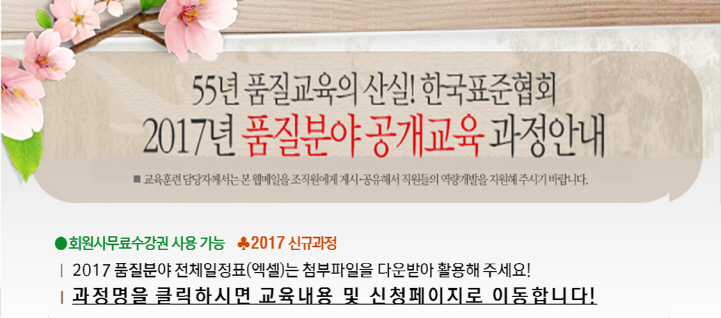 55년 품질교육의 산실! 한국표준협회
2017년 품질분야 공개교육 과정안내
■ 교육훈련 담당자께서는 본 웹메일을 조직원에게 게시·공유해서 직원들의 역량개발을 지원해 주시기 바랍니다.
●회원사무료수강권 사용 가능 ♣2017 신규과정
ㅣ 2017 품질분야 전체일정표(엑셀)는 첨부파일을 다운받아 활용해 주세요!
ㅣ 과정명을 클릭하시면 교육내용 및 신청페이지로 이동합니다!